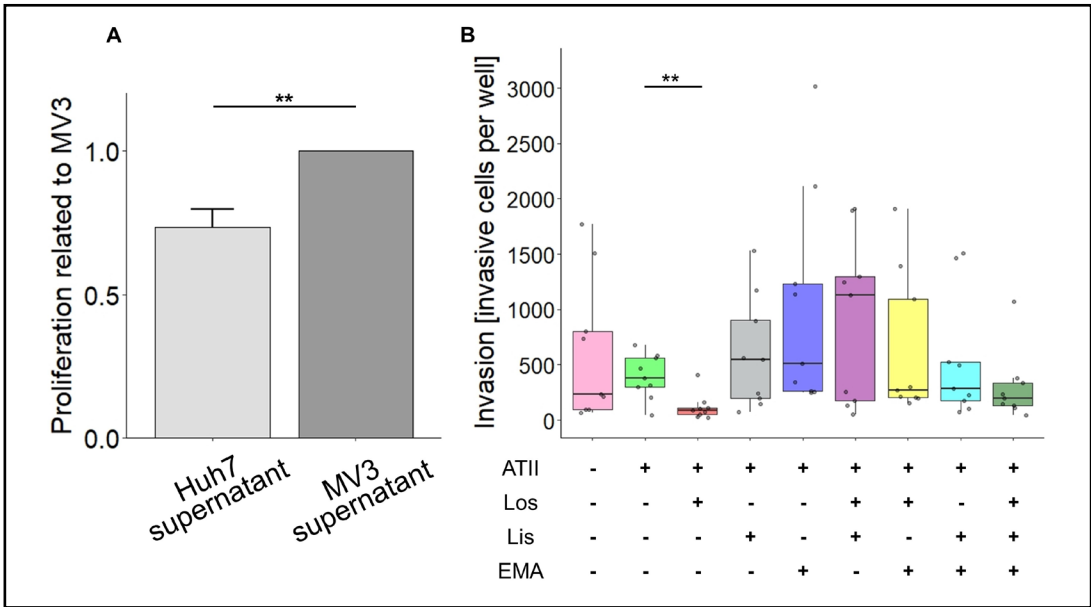 A
B
Proliferation related to MV3
1.0
0.5
0.0
**
Huh7
supernatant
MV3
supernatant
Invasion [invasive cells per well]
3000
2500
2000
1500
1000
500
0
**
ATII - + + + + + + + +
Los - - + - - + + - +
Lis - - - + - + - + +
EMA - - - - + - + + +